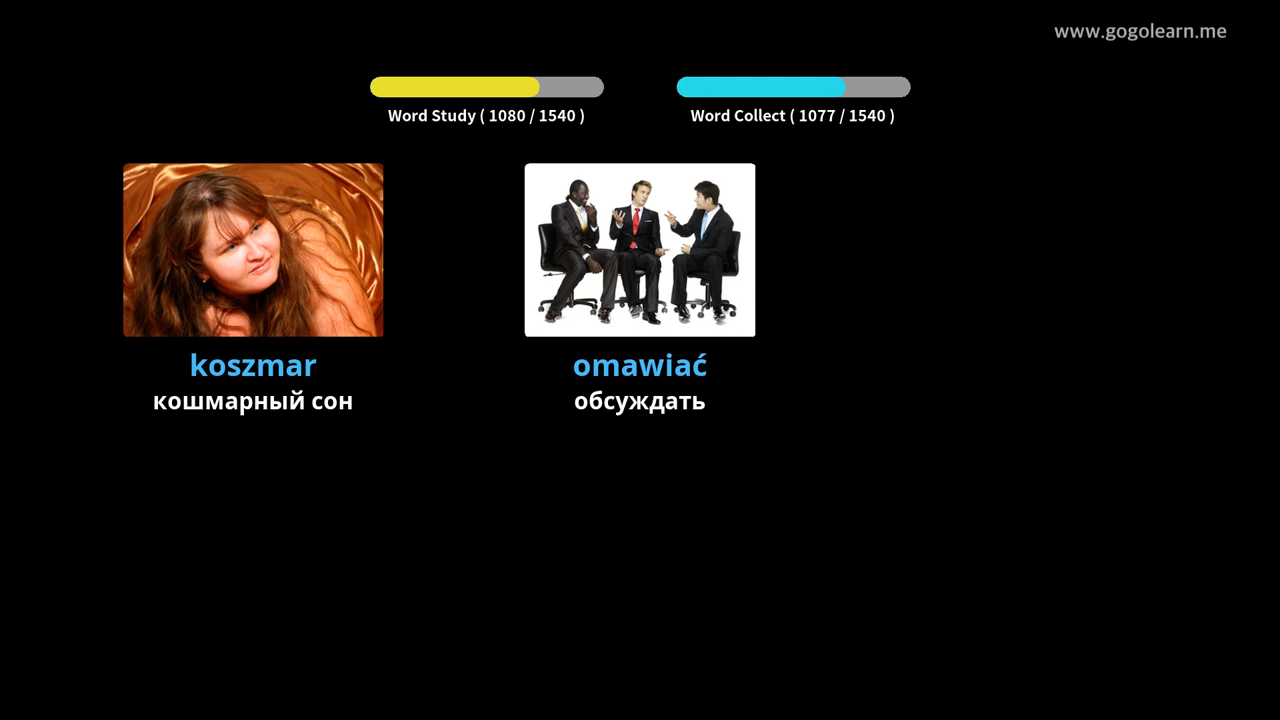 www.gogolearn.me
Word Study ( 1080 / 1540 )
Word Collect ( 1077 / 1540 )
koszmar
кошмарный сон
omawiać
обсуждать